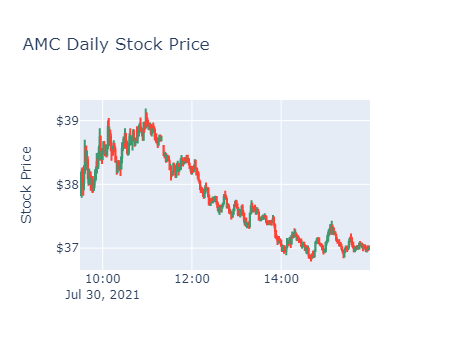 AMC Daily Stock Price
$39
$38
$37
Stock Price
10:00 12:00 14:00
Jul 30, 2021